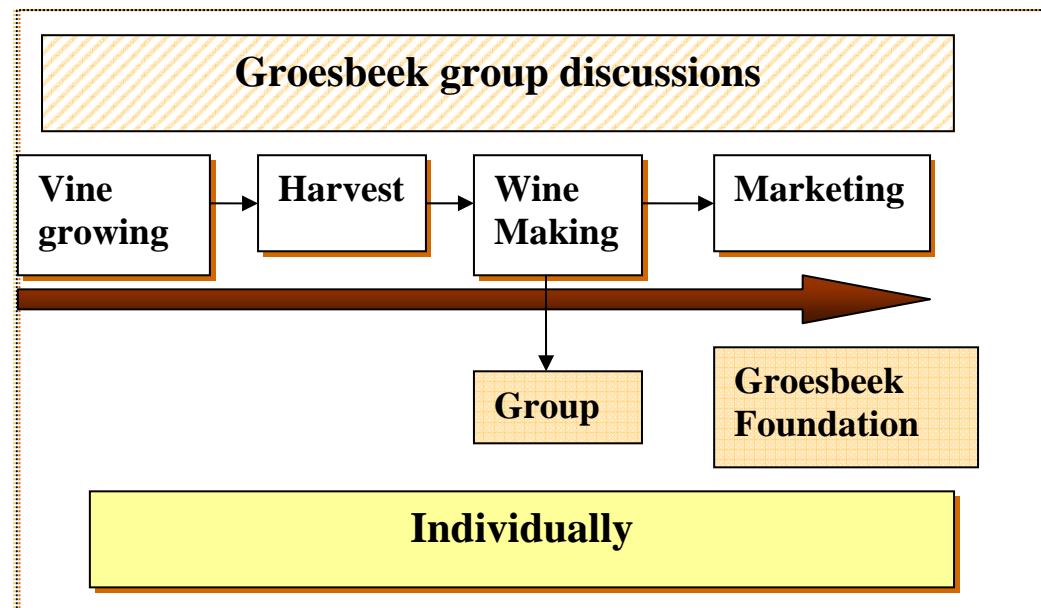 Groesbeek group discussions
Vine
growing
Harvest
Wine
Making
Marketing
Group
Groesbeek
Foundation
Individually